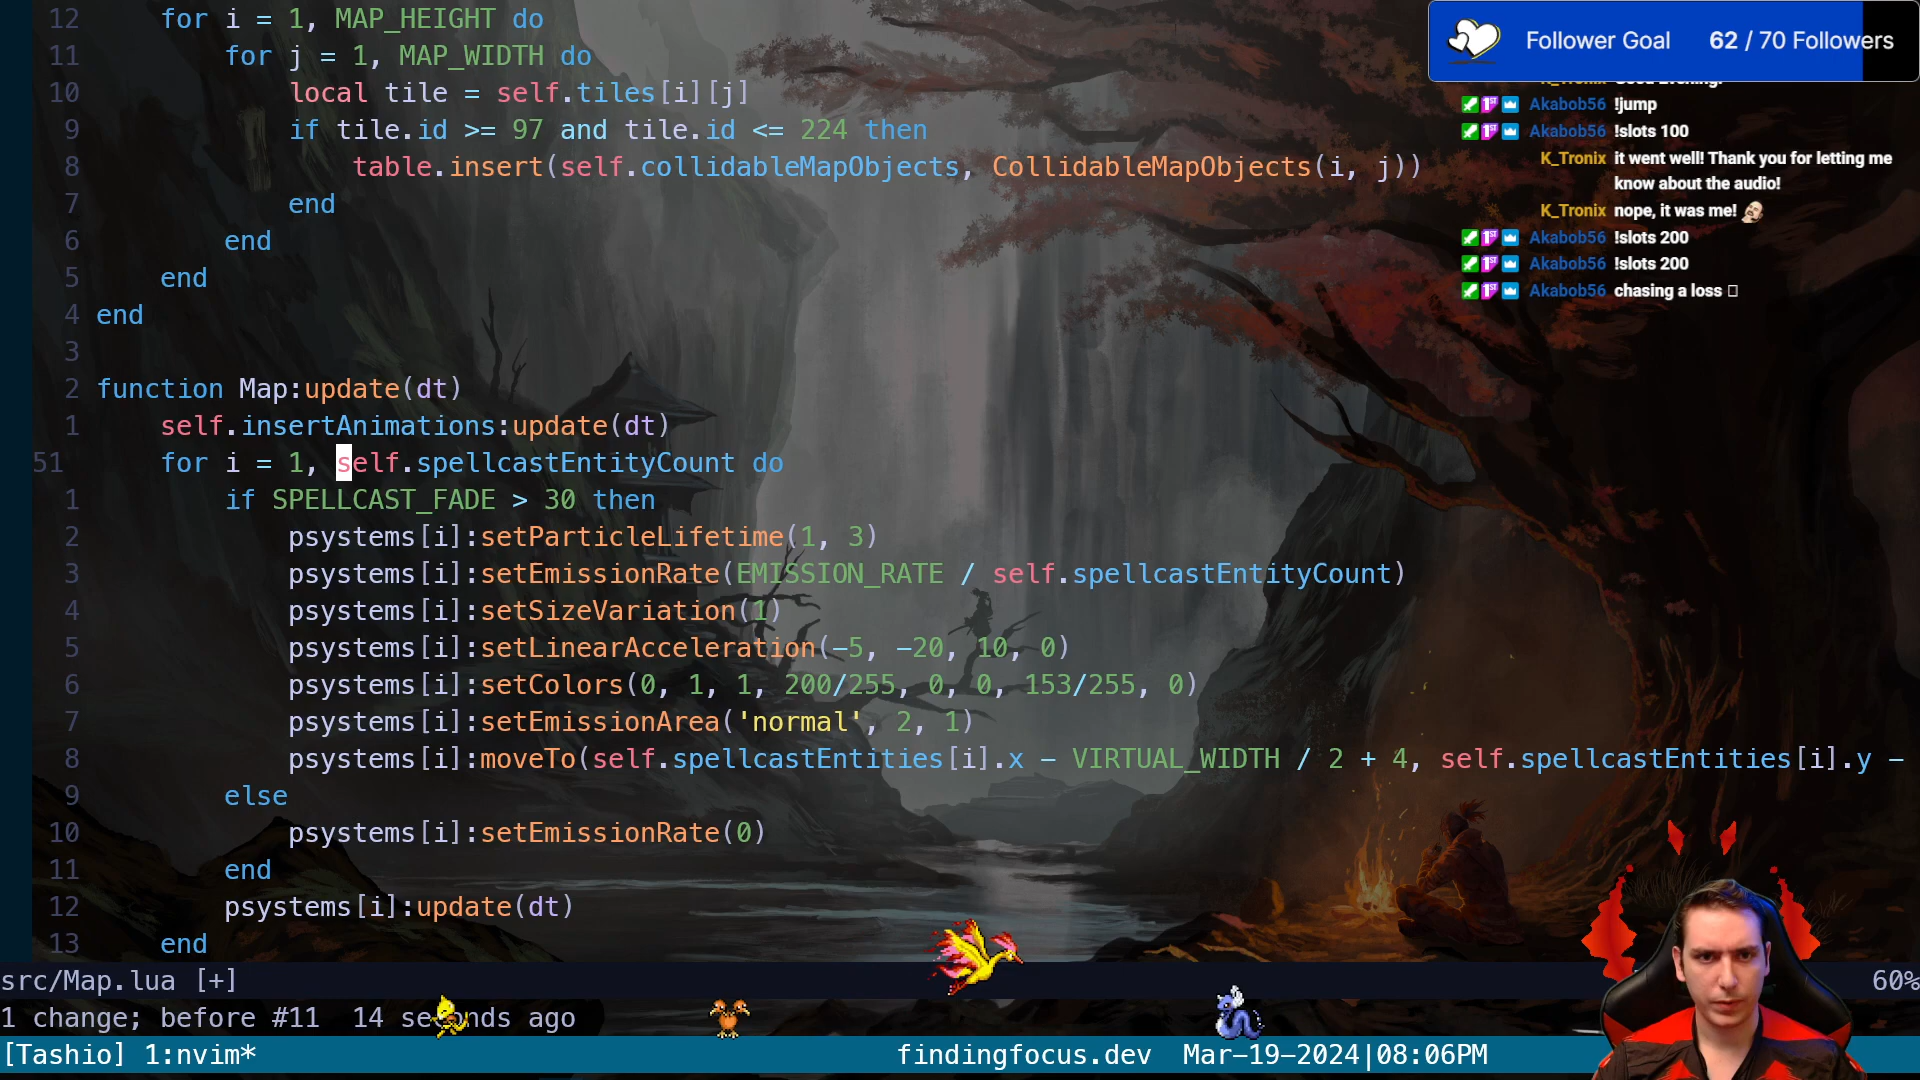 12 for i = 1, MAP_HEIGHT do
11 for j = 1, MAP_WIDTH do
10 local tile = self.tiles[i][j]
9 if tile.id >= 97 and tile.id <= 224 then
8 table.insert(self.collidableMapObjects, CollidableMapObjects(i, j))
7 end
6 end
5 end
4 end
3
2 function Map:update(dt)
1 self.insertAnimations:update(dt)
51 for i = 1, self.spellcastEntityCount do
1 if SPELLCAST_FADE > 30 then
2 psystems[i]:setParticleLifetime(1, 3)
3 psystems[i]:setEmissionRate(EMISSION_RATE / self.spellcastEntityCount)
4 psystems[i]:setSizeVariation(1)
5 psystems[i]:setLinearAcceleration(-5, -20, 10, 0)
6 psystems[i]:setColors(0, 1, 1, 200/255, 0, 0, 153/255, 0)
7 psystems[i]:setEmissionArea('normal', 2, 1)
8 psystems[i]:moveTo(self.spellcastEntities[i].x - VIRTUAL_WIDTH / 2 + 4, self.spellcastEntities[i].y -
9 else
10 psystems[i]:setEmissionRate(0)
11 end
12 psystems[i]:update(dt)
13 end
src/Map.lua [+] 60%
1 change; before #11 14 seconds ago
[Tashio] 1:nvim* findingfocus.dev Mar-19-2024|08:06PM
Follower Goal 62 / 70 Followers
Akabob56 !jump
Akabob56 !slots 100
K_Tronix it went well! Thank you for letting me
know about the audio!
K_Tronix nope, it was me!
Akabob56 !slots 200
Akabob56 !slots 200
Akabob56 chasing a loss